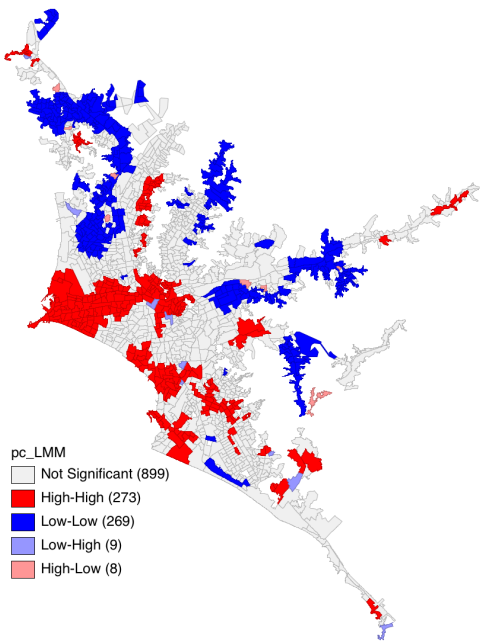 pc_LMM
Not Significant (899)
High-High (273)
Low-Low (269)
Low-High (9)
High-Low (8)